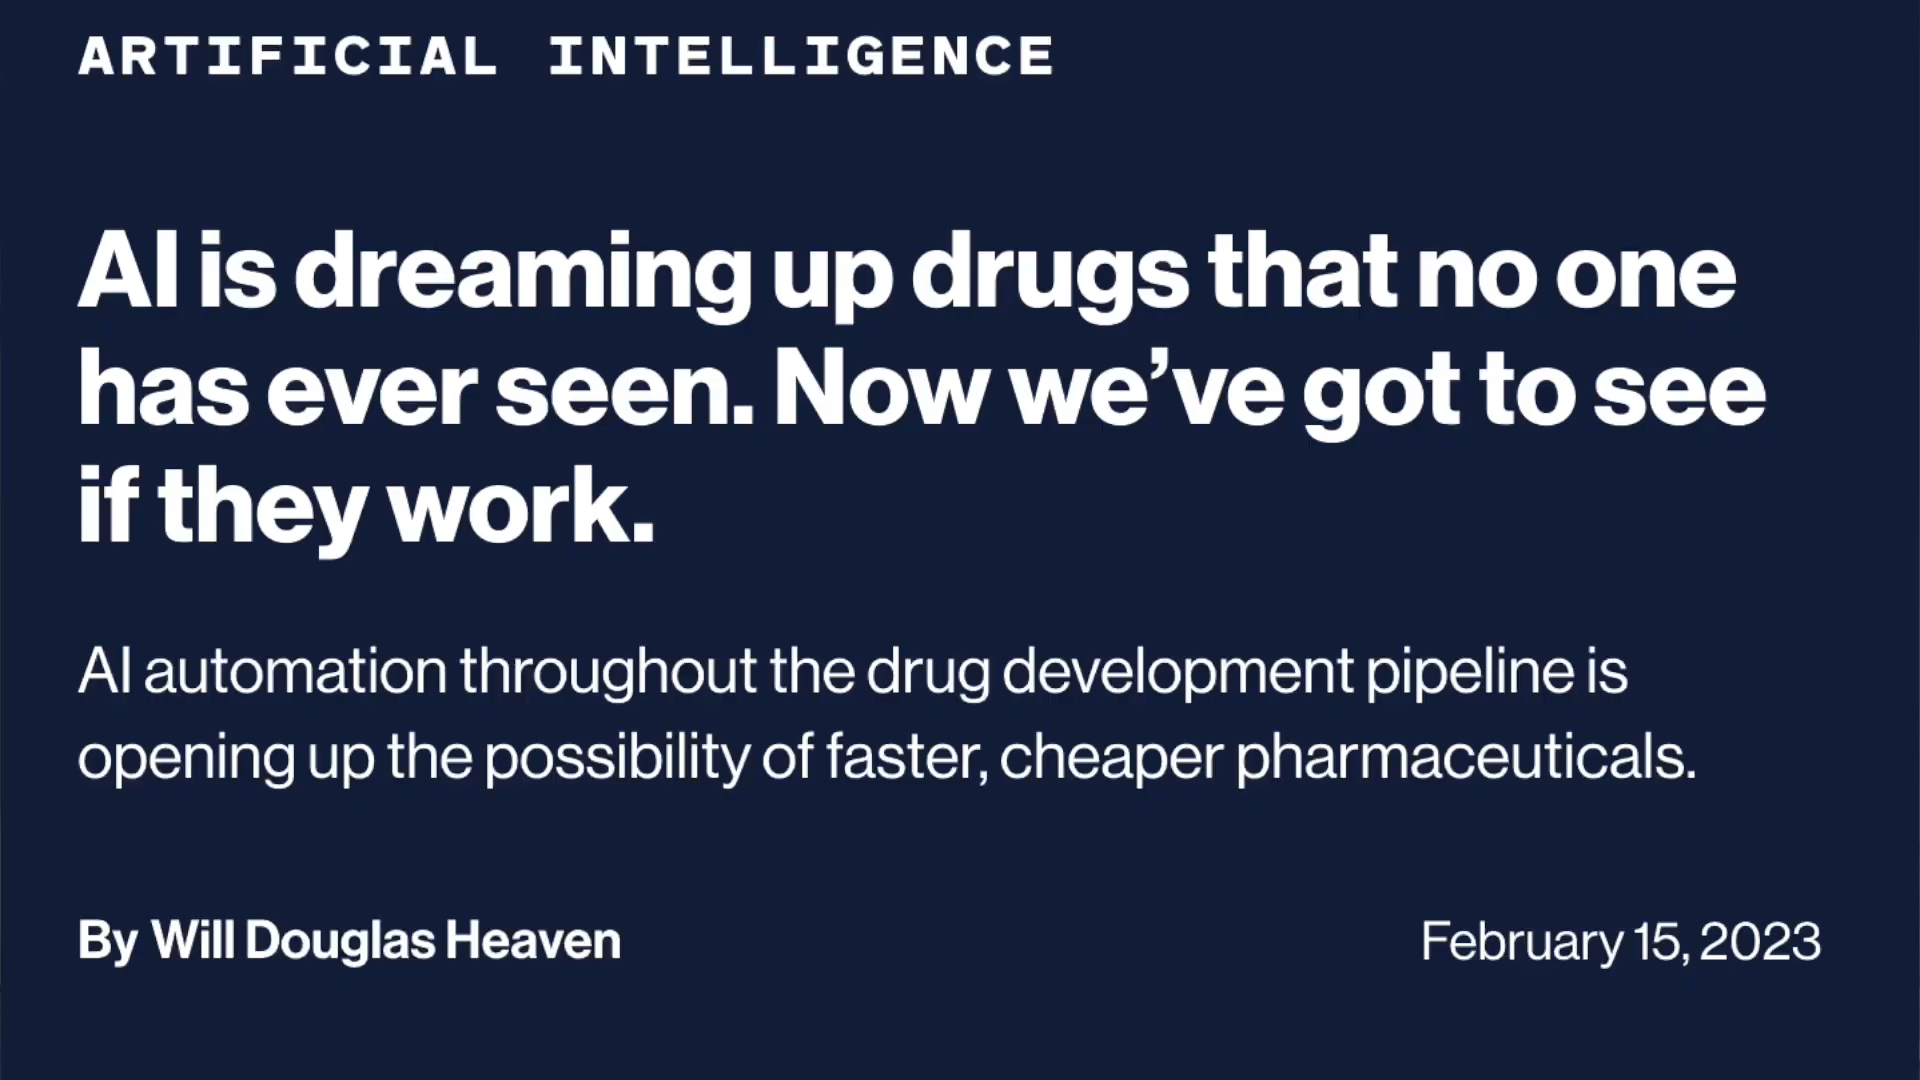 ARTIFICIAL INTELLIGENCE
AI is dreaming up drugs that no one
has ever seen. Now we’ve got to see
if they work.
AI automation throughout the drug development pipeline is
opening up the possibility of faster, cheaper pharmaceuticals.
By Will Douglas Heaven
February 15, 2023